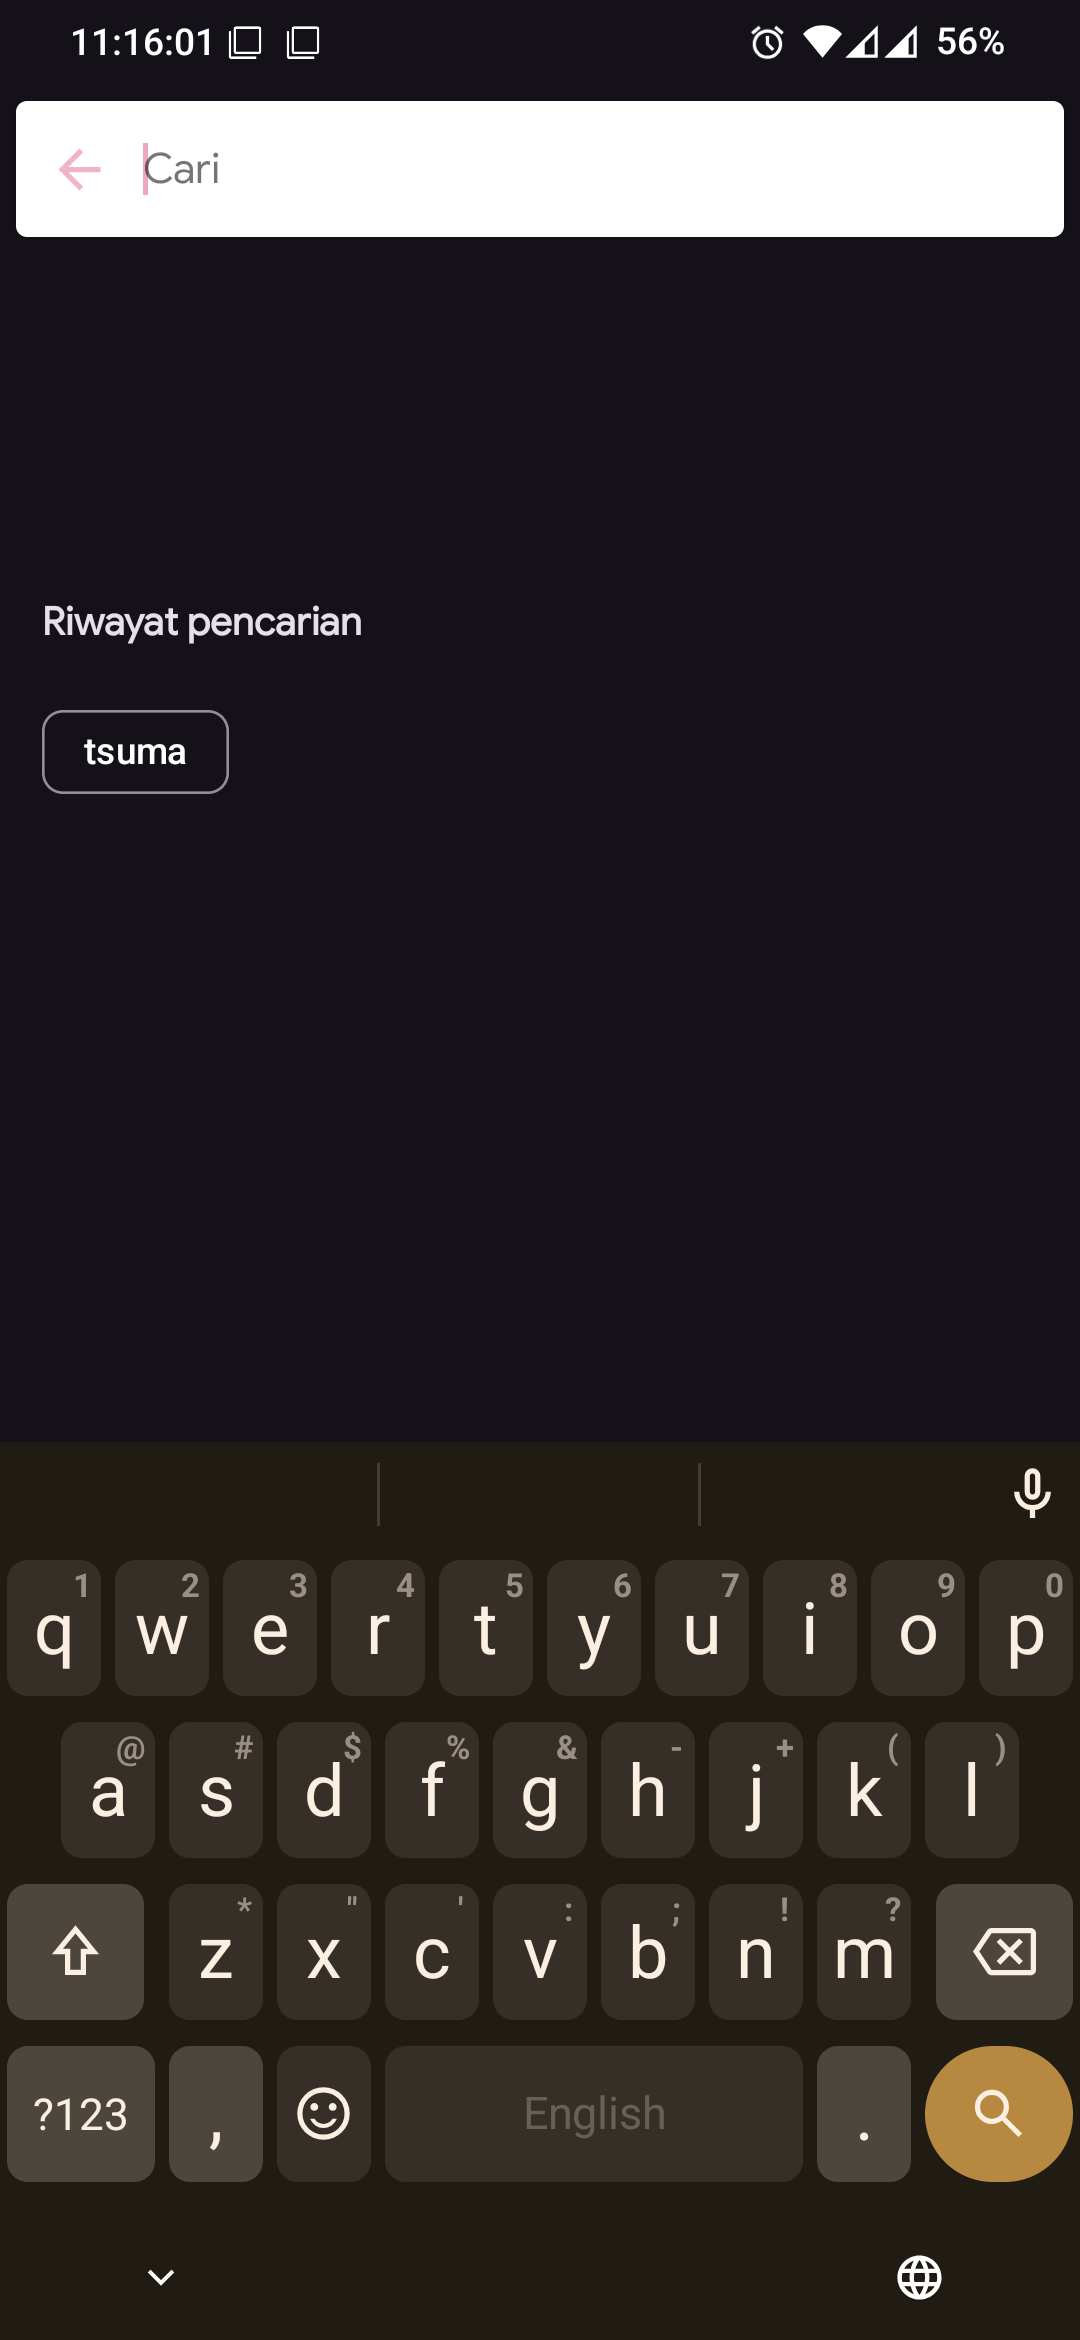 11:16:01 56%
Cari
Riwayat pencarian
tsuma
1 2 3 4 5 6 7 8 9 0
q w e r t y u i o p
@ # $ % & - + ( )
a s d f g h j k l
* " ' : ; ! ?
z x c v b n m
?123 , English .